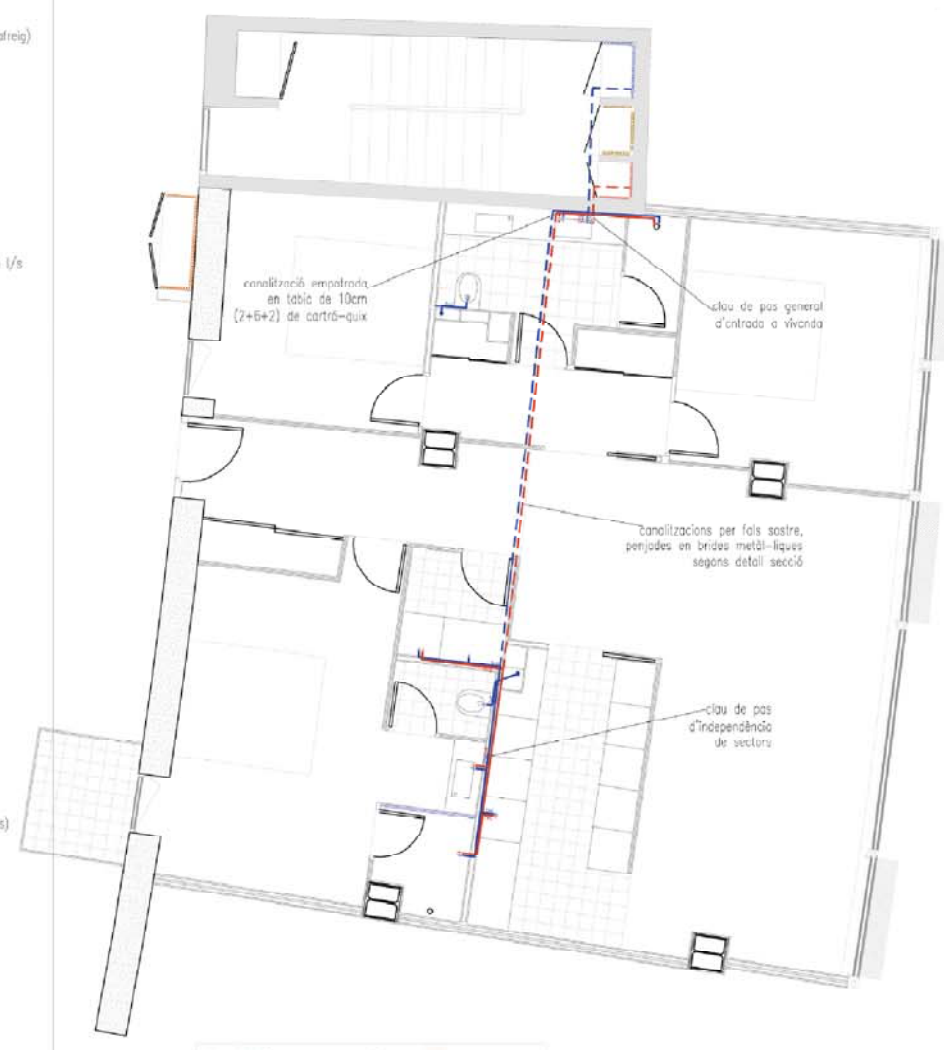 afreig)
l/s
canalització empotrada
en tabic de 10cm
(2+6+2) de cartró-guix
clau de pas general
d'entrada a vivenda
canalitzacions per fals sostre,
penjades en brides metàl-liques
segons detall secció
clau de pas
d'independència
de sectors
s)